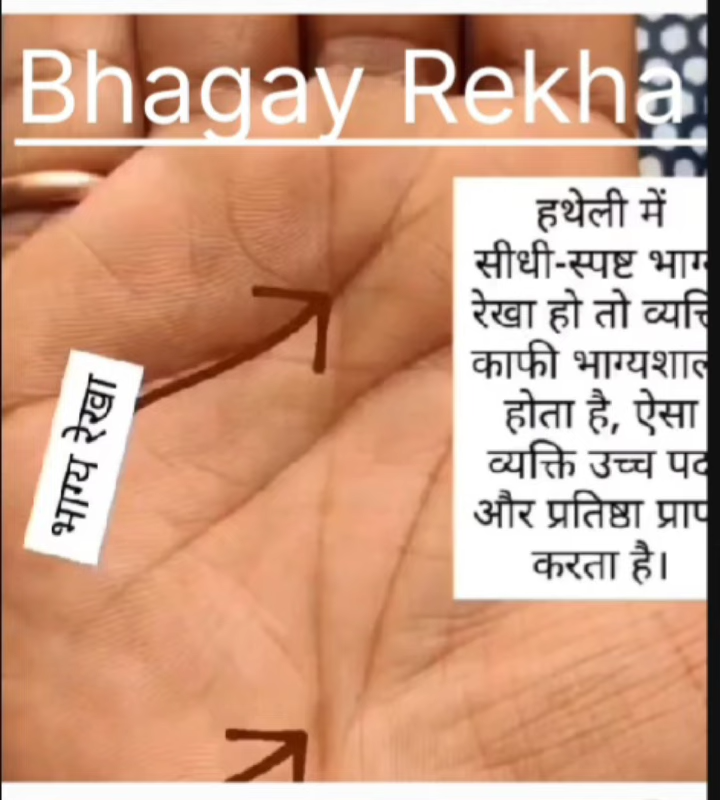 Bhagay Rekha
हथेली में
सीधी-स्पष्ट
रेखा हो तो
काफी
होता है, ऐसा
व्यक्ति उच्च
और प्रतिष्ठा
करता है।
भाग्य रेखा